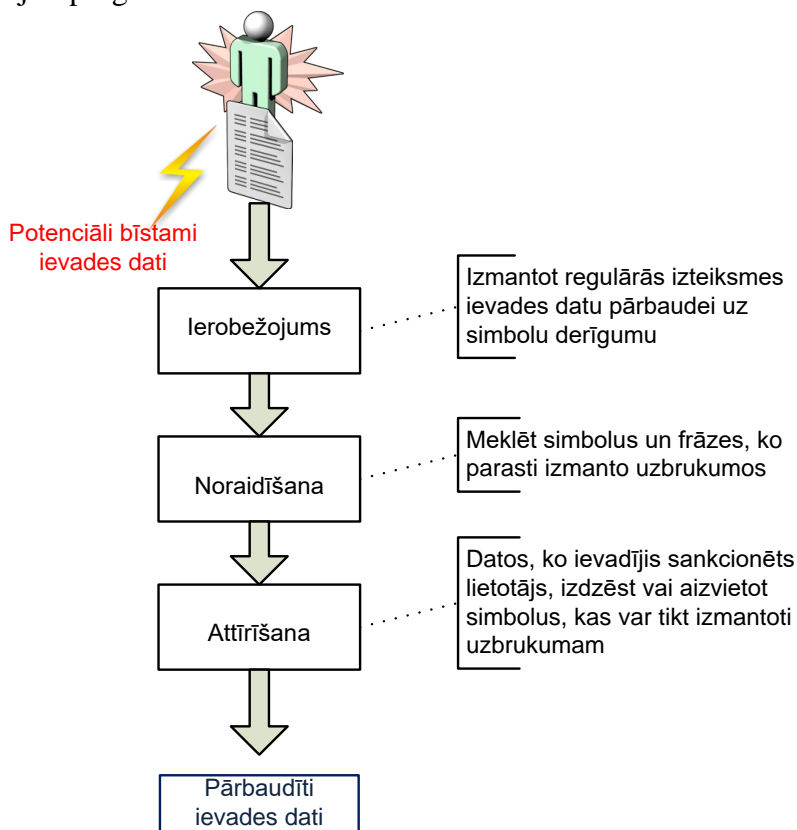 Potenciāli bīstami
ievades dati
Ierobežojums
Izmantot regulārās izteiksmes
ievades datu pārbaudei uz
simbolu derīgumu
Noraidīšana
Meklēt simbolus un frāzes, ko
parasti izmanto uzbrukumos
Attīrīšana
Datos, ko ievadījis sankcionēts
lietotājs, izdzēst vai aizvietot
simbolus, kas var tikt izmantoti
uzbrukumam
Pārbaudīti
ievades dati